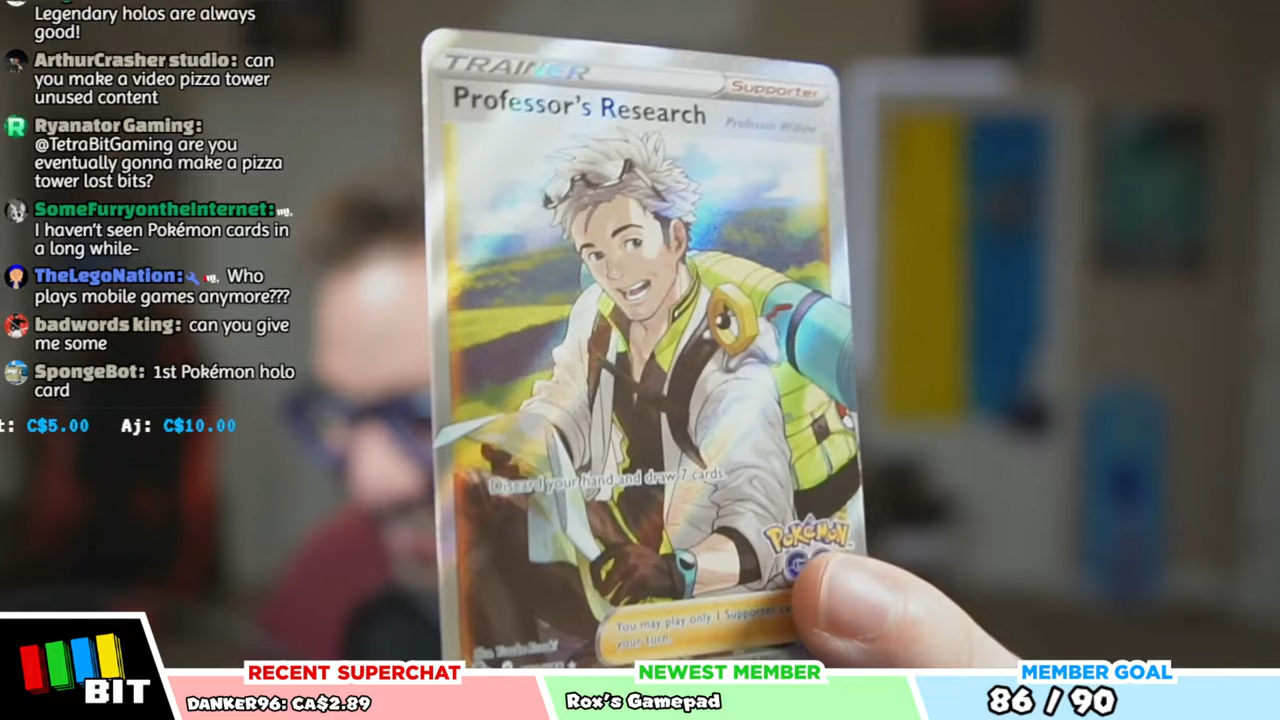 Legendary holos are always
good!
ArthurCrasher studio: can
you make a video pizza tower
unused content
Ryanator Gaming:
@TetraBitGaming are you
eventually gonna make a pizza
tower lost bits?
SomeFurryontheInternet:
I haven't seen Pokémon cards in
a long while-
TheLegoNation: Who
plays mobile games anymore???
badwords king: can you give
me some
SpongeBot: 1st Pokémon holo
card
t: C$5.00 Aj: C$10.00
TRAINER
Supporter
Professor's Research
Professor Willow
Discard your hand and draw 7 cards.
POKÉMON
GO
You may play only 1 Supporter
your turn.
BIT
RECENT SUPERCHAT
DANKER96: CA$2.89
NEWEST MEMBER
Rox's Gamepad
MEMBER GOAL
86 / 90